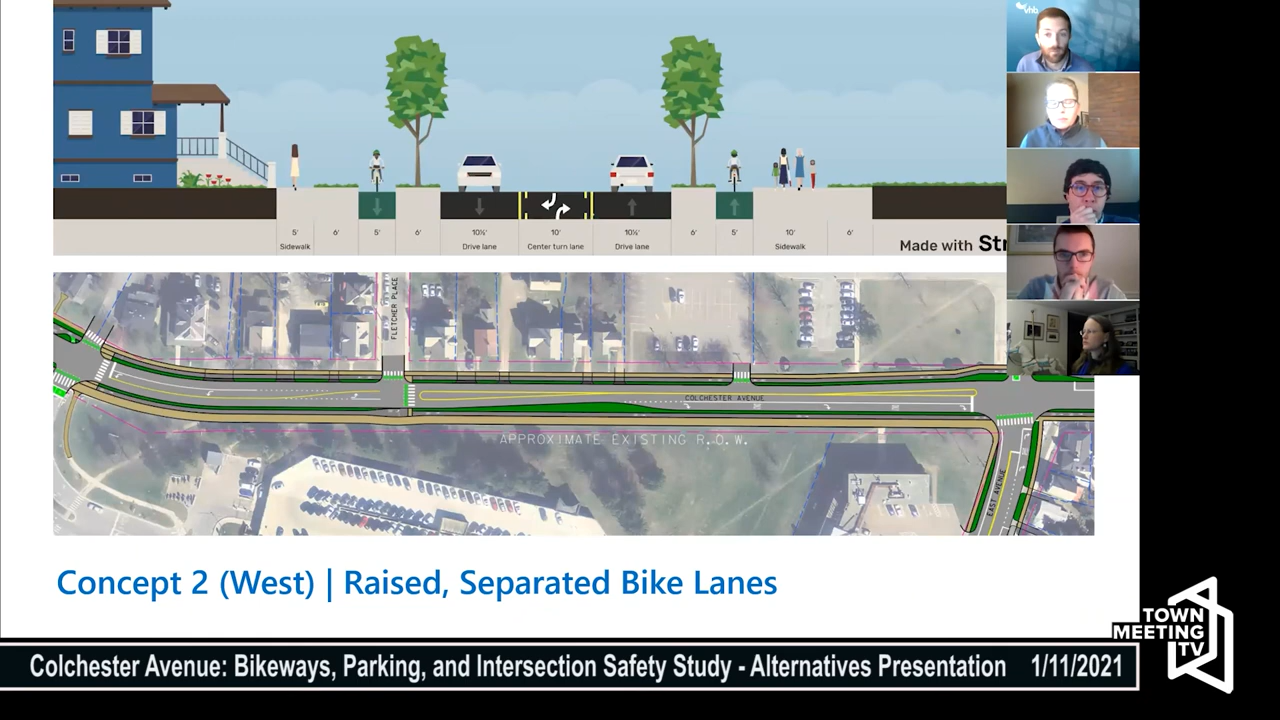 vhb
5' 6' 5' 6' 10½' 10' 10½' 6' 5' 10' 6'
Sidewalk Drive lane Center turn lane Drive lane Sidewalk
Made with Str
FLETCHER PLACE
COLCHESTER AVENUE
APPROXIMATE EXISTING R.O.W.
EAST AVENUE
Concept 2 (West) | Raised, Separated Bike Lanes
TOWN
MEETING
TV
Colchester Avenue: Bikeways, Parking, and Intersection Safety Study - Alternatives Presentation 1/11/2021